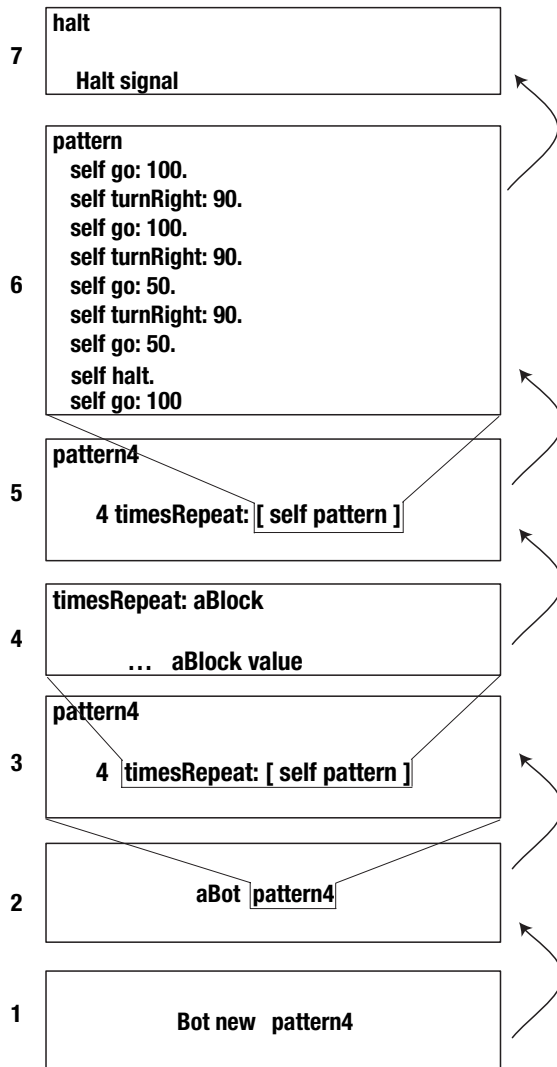 7
halt
Halt signal
6
pattern
self go: 100.
self turnRight: 90.
self go: 100.
self turnRight: 90.
self go: 50.
self turnRight: 90.
self go: 50.
self halt.
self go: 100
5
pattern4
4 timesRepeat: [ self pattern ]
4
timesRepeat: aBlock
... aBlock value
3
pattern4
4 timesRepeat: [ self pattern ]
2
aBot pattern4
1
Bot new pattern4